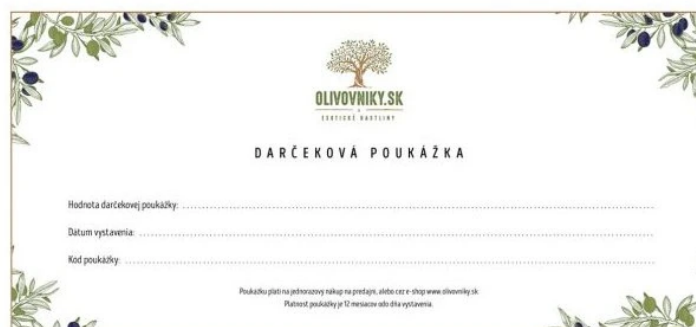 OLIVOVNIKY.SK
EXOTICKÉ RASTLINY
DARČEKOVÁ POUKÁŽKA
Hodnota darčekovej poukážky:
Dátum vystavenia:
Kod poukážky:
Poukážku platí na jednorazový nákup na predajni, alebo cez e-shop www.olivovniky.sk
Platnosť poukážky je 12 mesiacov odo dňa vystavenia.